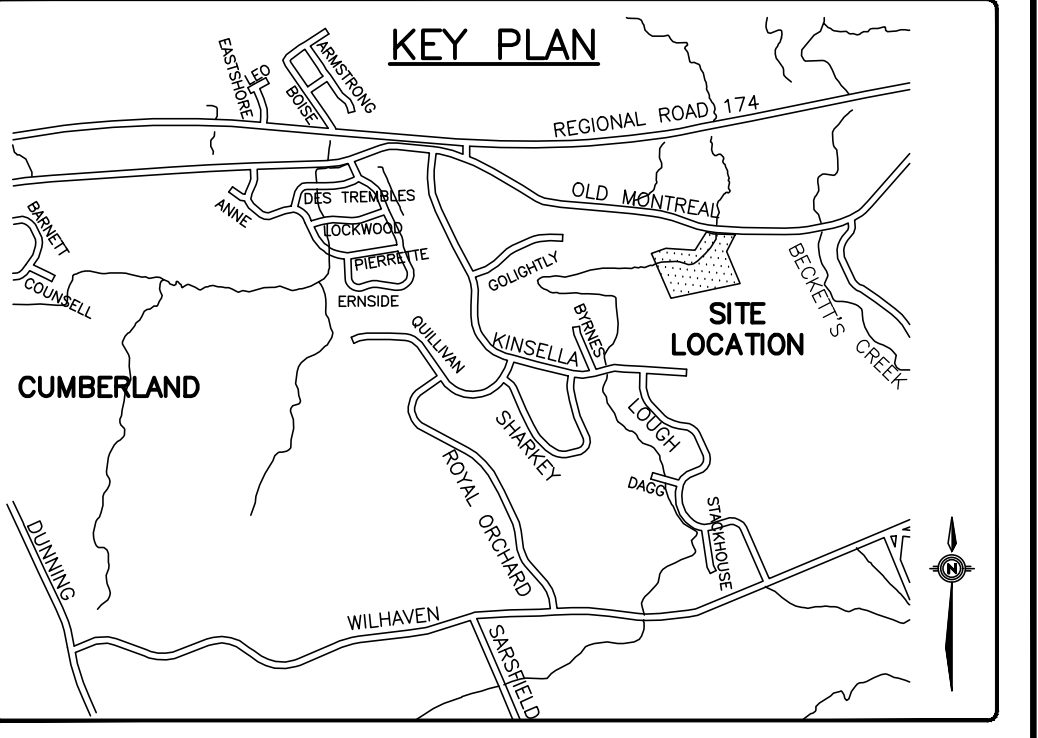 KEY PLAN
EASTSHORE
LEO
ARMSTRONG
BOISE
REGIONAL ROAD 174
OLD MONTREAL
DES TREMBLES
ANNE
LOCKWOOD
BARNETT
PIERRETTE
GOLIGHTLY
COUNSELL
ERNSIDE
BECKETT'S CREEK
SITE
LOCATION
BYRNES
QUILLIVAN
KINSELLA
CUMBERLAND
SHARKEY
LOUGH
ROYAL ORCHARD
DAGG
STACKHOUSE
DUNNING
N
WILHAVEN
SARSFIELD